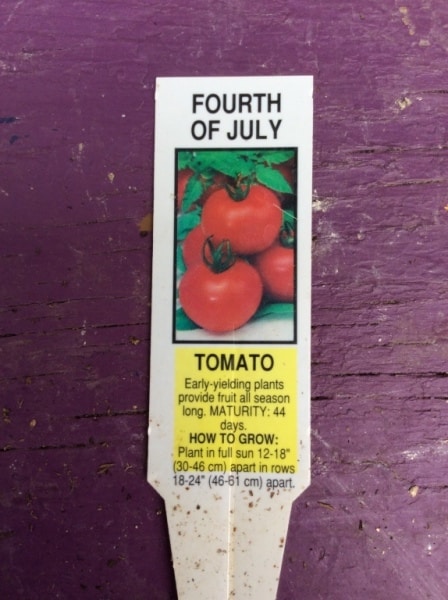 FOURTH
OF JULY
TOMATO
Early-yielding plants
provide fruit all season
long. MATURITY: 44
days.
HOW TO GROW:
Plant in full sun 12-18"
(30-46 cm) apart in rows
18-24" (46-61 cm) apart.